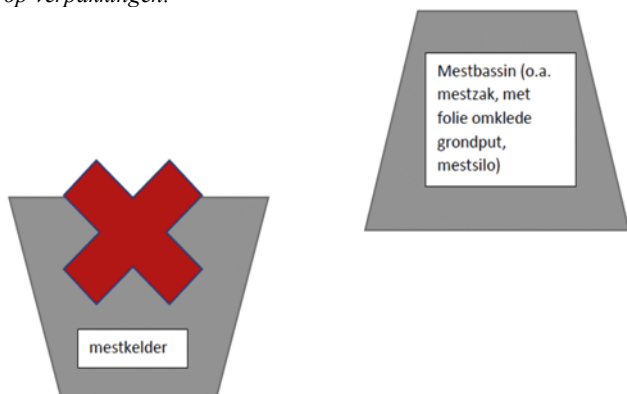 op verpakkingen.
Mestbassin (o.a.
mestzak, met
folie omklede
grondput,
mestsilo)
mestkelder